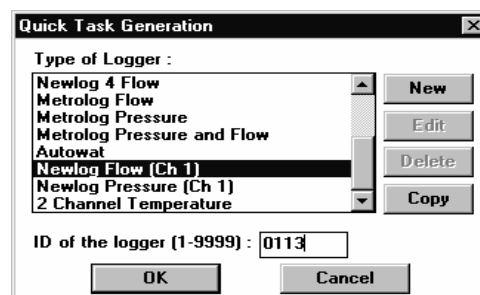 Quick Task Generation
Type of Logger :
Newlog 4 Flow
Metrolog Flow
Metrolog Pressure
Metrolog Pressure and Flow
Autowat
Newlog Flow (Ch 1)
Newlog Pressure (Ch 1)
2 Channel Temperature
New
Edit
Delete
Copy
ID of the logger (1-9999) : 0113
OK
Cancel